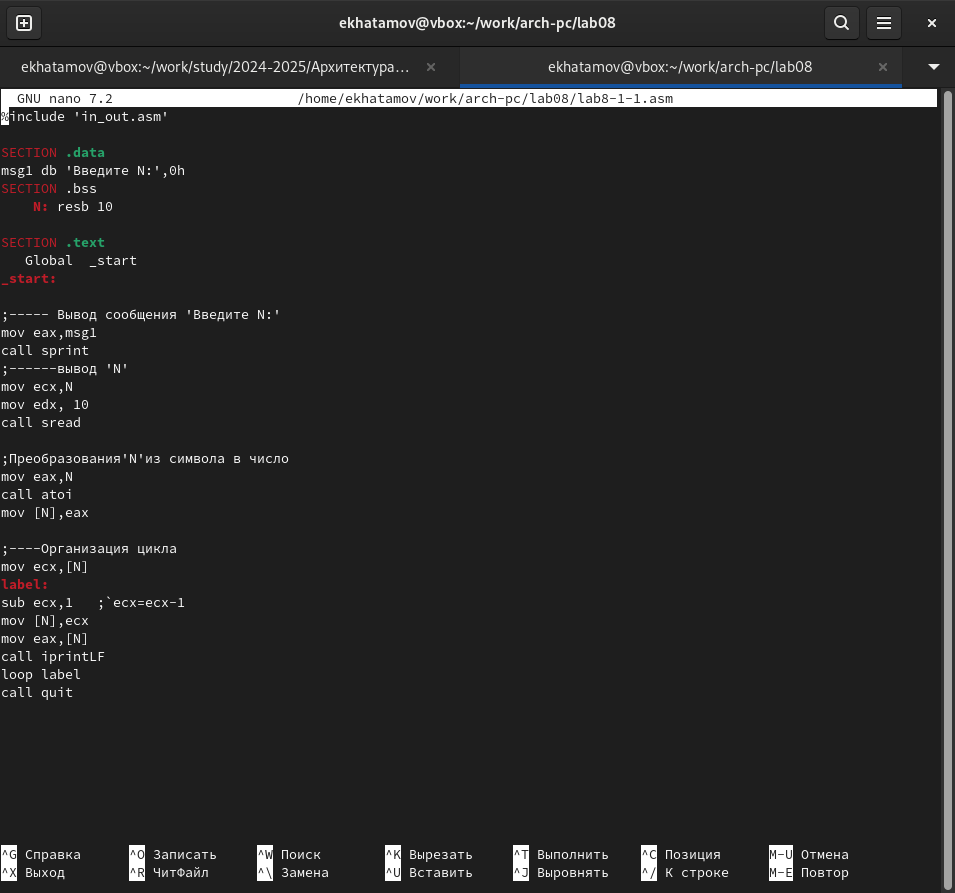 ekhatamov@vbox:~/work/arch-pc/lab08
ekhatamov@vbox:~/work/study/2024-2025/Архитектура… × ekhatamov@vbox:~/work/arch-pc/lab08 ×
GNU nano 7.2 /home/ekhatamov/work/arch-pc/lab08/lab8-1-1.asm
%include 'in_out.asm'
SECTION .data
msg1 db 'Введите N:',0h
SECTION .bss
N: resb 10
SECTION .text
Global _start
_start:
;----- Вывод сообщения 'Введите N:'
mov eax,msg1
call sprint
;------вывод 'N'
mov ecx,N
mov edx, 10
call sread
;Преобразования'N'из символа в число
mov eax,N
call atoi
mov [N],eax
;----Организация цикла
mov ecx,[N]
label:
sub ecx,1 ;`ecx=ecx-1
mov [N],ecx
mov eax,[N]
call iprintLF
loop label
call quit
^G Справка ^O Записать ^W Поиск ^K Вырезать ^T Выполнить ^C Позиция M-U Отмена
^X Выход ^R ЧитФайл ^\ Замена ^U Вставить ^J Выровнять ^/ К строке M-E Повтор